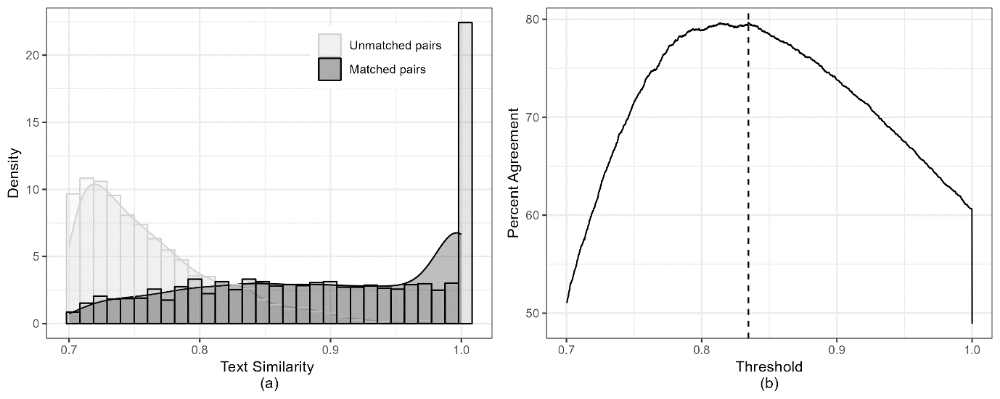 Unmatched pairs
Matched pairs
Density
20
15
10
5
0
0.7 0.8 0.9 1.0
Text Similarity
(a)
Percent Agreement
80
70
60
50
0.7 0.8 0.9 1.0
Threshold
(b)